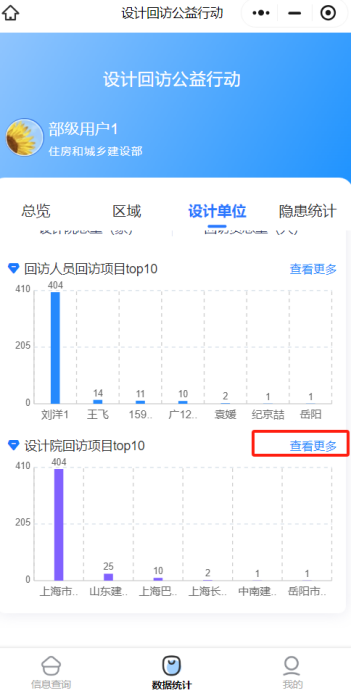 设计回访公益行动
设计回访公益行动
部级用户1
住房和城乡建设部
总览 区域 设计单位 隐患统计
回访人员回访项目top10 查看更多
410
404
205
14 11 10 2 1 1
0
刘洋1 王飞 159.. 广12.. 袁媛 纪京喆 岳阳
设计院回访项目top10 查看更多
410
404
205
25 10 2 1 1
0
上海市.. 山东建.. 上海巴.. 上海长.. 中南建.. 岳阳市..
信息查询 数据统计 我的